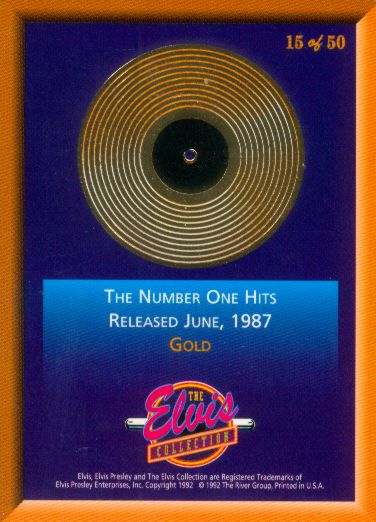 15 of 50
THE NUMBER ONE HITS
RELEASED JUNE, 1987
GOLD
THE
Elvis
COLLECTION
Elvis, Elvis Presley and The Elvis Collection are Registered Trademarks of
Elvis Presley Enterprises, Inc. Copyright 1992 © 1992 The River Group. Printed in U.S.A.